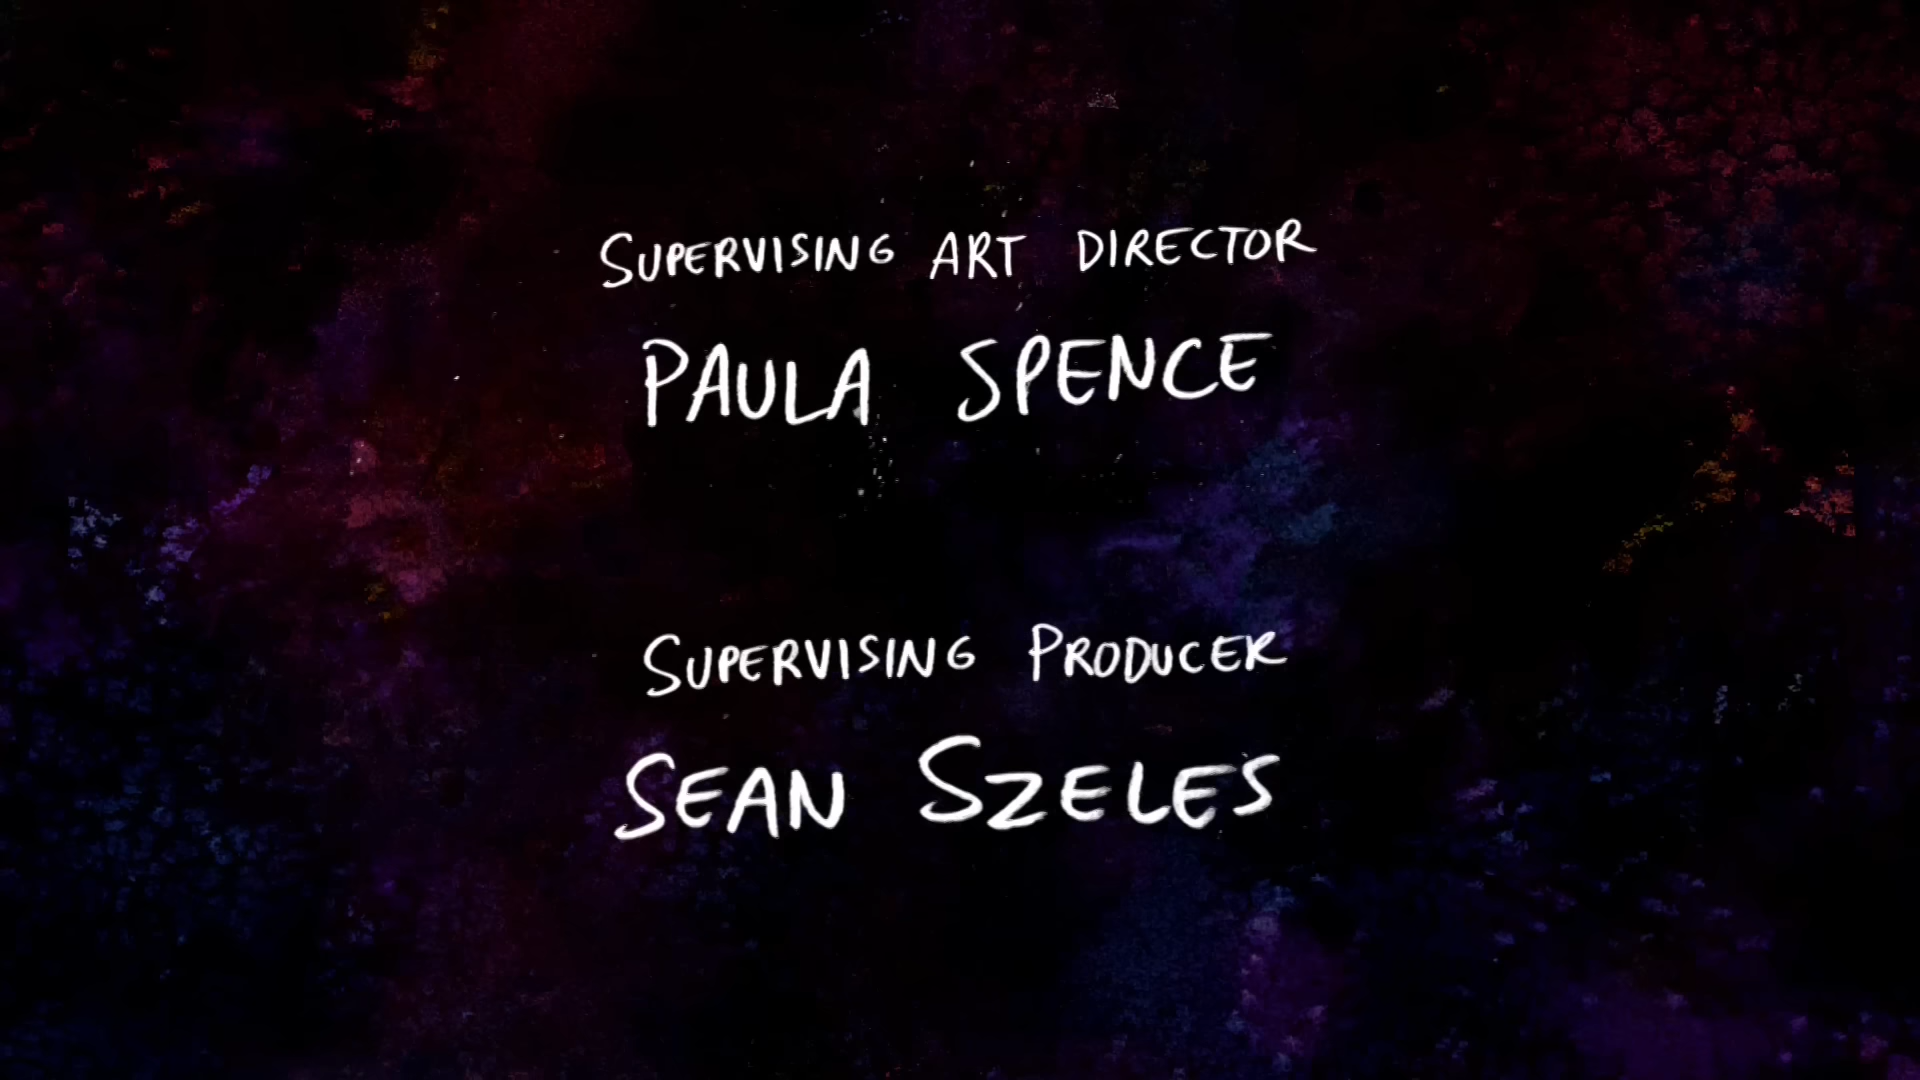 SUPERVISING ART DIRECTOR
PAULA SPENCE
SUPERVISING PRODUCER
SEAN SZELES